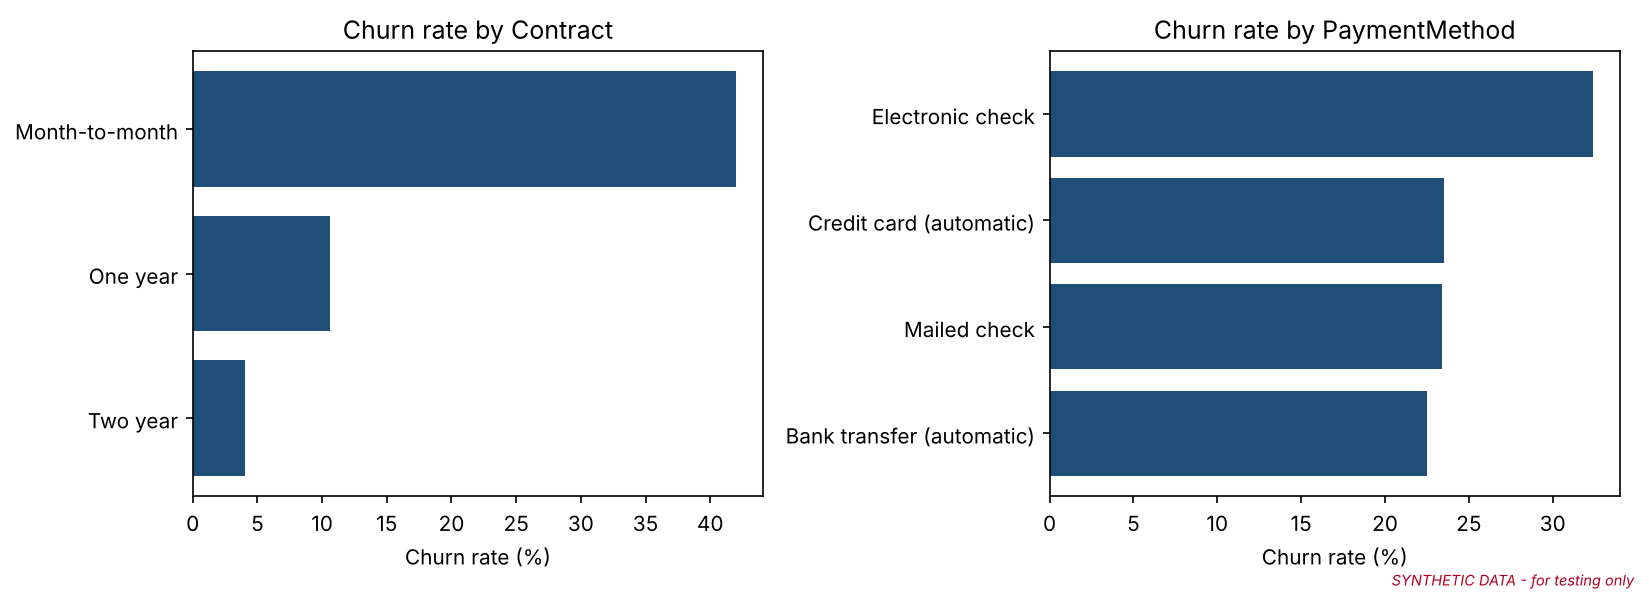 Churn rate by Contract
Month-to-month
One year
Two year
0 5 10 15 20 25 30 35 40
Churn rate (%)
Churn rate by PaymentMethod
Electronic check
Credit card (automatic)
Mailed check
Bank transfer (automatic)
0 5 10 15 20 25 30
Churn rate (%)
SYNTHETIC DATA - for testing only